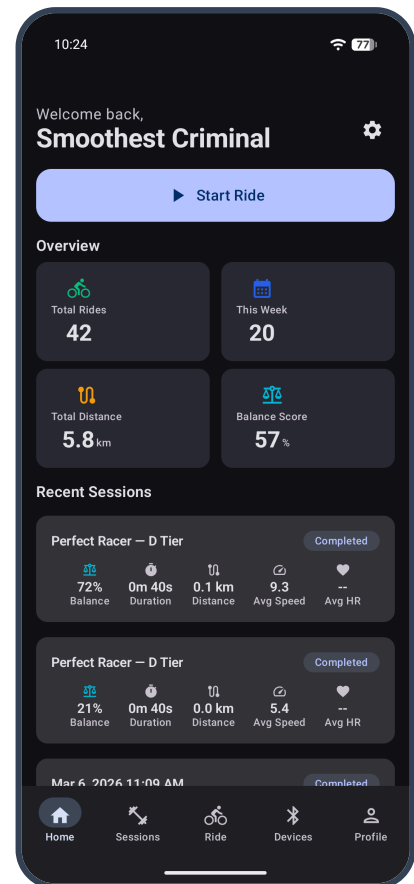 10:24
77
Welcome back,
Smoothest Criminal
Start Ride
Overview
Total Rides
42
This Week
20
Total Distance
5.8 km
Balance Score
57 %
Recent Sessions
Perfect Racer — D Tier
Completed
72% 0m 40s 0.1 km 9.3 --
Balance Duration Distance Avg Speed Avg HR
Perfect Racer — D Tier
Completed
21% 0m 40s 0.0 km 5.4 --
Balance Duration Distance Avg Speed Avg HR
Mar 6, 2026 11:09 AM
Completed
Home Sessions Ride Devices Profile